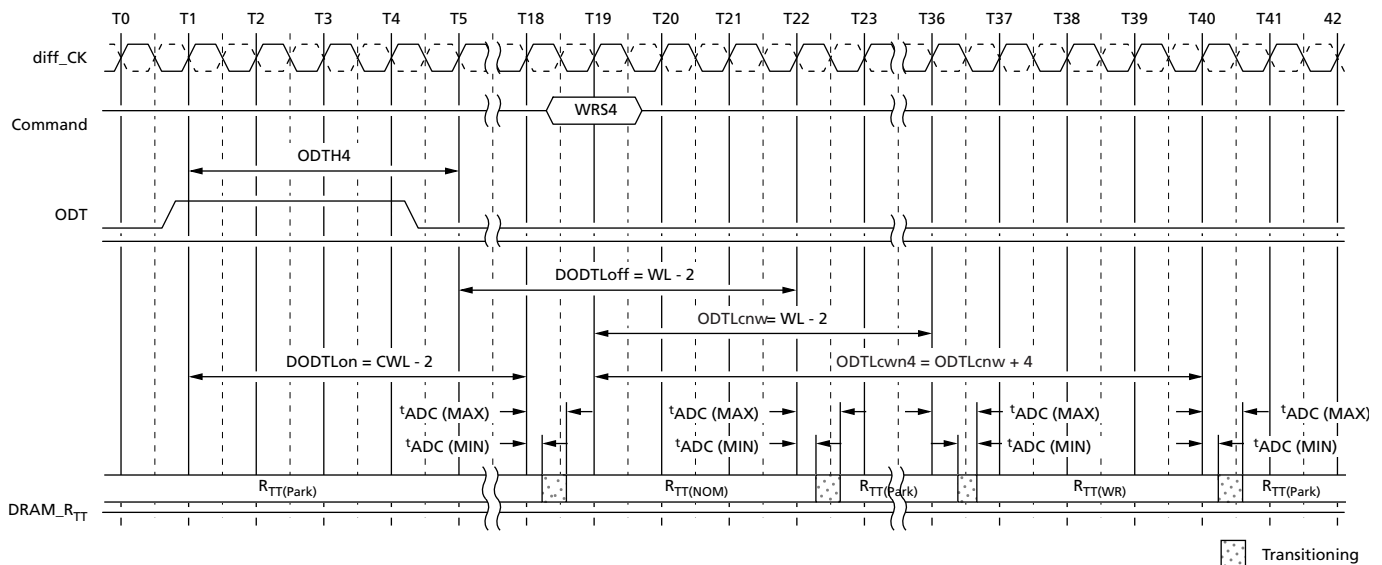 T0 T1 T2 T3 T4 T5 T18 T19 T20 T21 T22 T23 T36 T37 T38 T39 T40 T41 42
diff_CK
WRS4
Command
ODTH4
ODT
DODTLoff = WL - 2
ODTLcnw= WL - 2
DODTLon = CWL - 2 ODTLcwn4 = ODTLcnw + 4
tADC (MAX) tADC (MAX) tADC (MAX) tADC (MAX)
tADC (MIN) tADC (MIN) tADC (MIN) tADC (MIN)
RTT(Park) RTT(NOM) RTT(Park) RTT(WR) RTT(Park)
DRAM_RTT
Transitioning